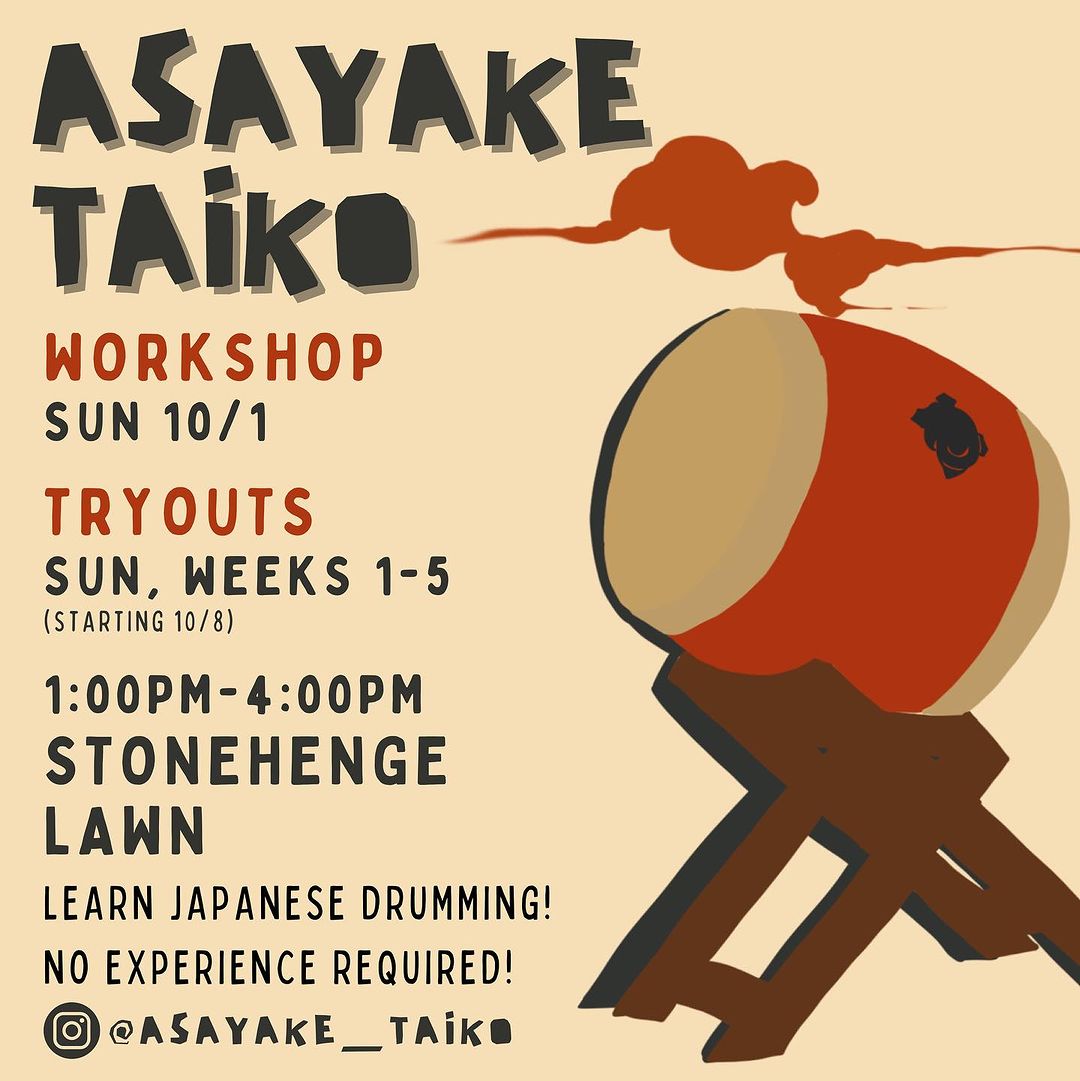 ASAYAKE
TAIKO
WORKSHOP
SUN 10/1
TRYOUTS
SUN, WEEKS 1-5
(STARTING 10/8)
1:00PM-4:00PM
STONEHENGE
LAWN
LEARN JAPANESE DRUMMING!
NO EXPERIENCE REQUIRED!
@ASAYAKE_TAIKO